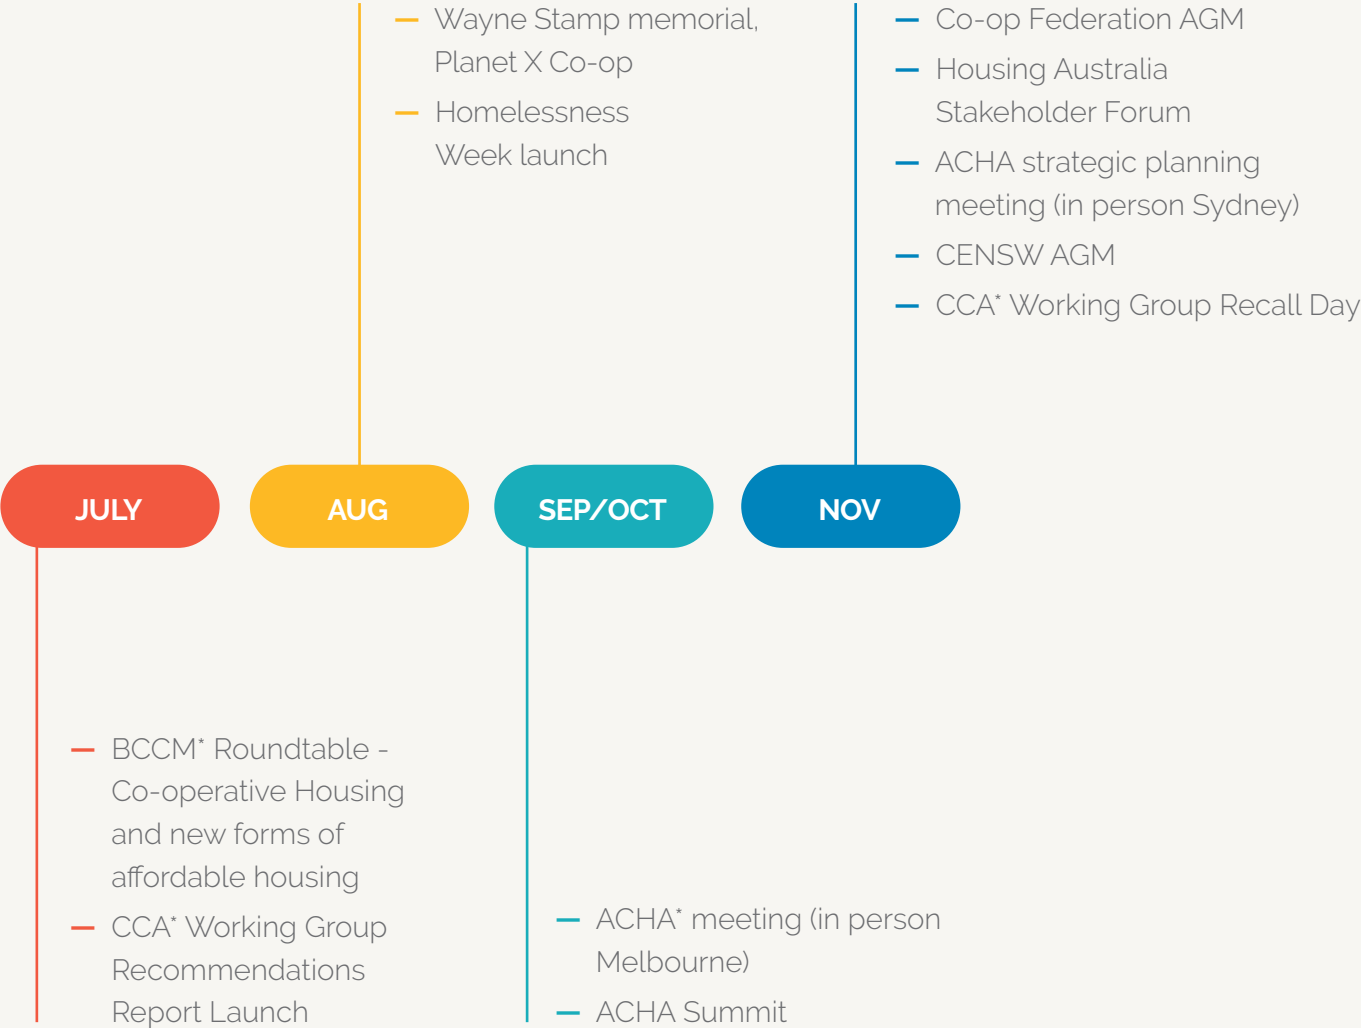 — Wayne Stamp memorial,
Planet X Co-op
— Homelessness
Week launch
— Co-op Federation AGM
— Housing Australia
Stakeholder Forum
— ACHA strategic planning
meeting (in person Sydney)
— CENSW AGM
— CCA* Working Group Recall Day
JULY
AUG
SEP/OCT
NOV
— BCCM* Roundtable -
Co-operative Housing
and new forms of
affordable housing
— CCA* Working Group
Recommendations
Report Launch
— ACHA* meeting (in person
Melbourne)
— ACHA Summit